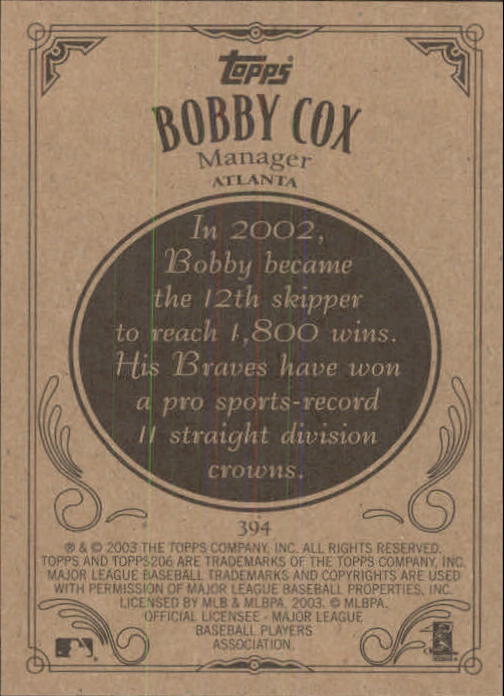 topps
BOBBY COX
Manager
ATLANTA
In 2002,
Bobby became
the 12th skipper
to reach 1,800 wins.
His Braves have won
a pro sports-record
11 straight division
crowns.
394
® & © 2003 THE TOPPS COMPANY, INC. ALL RIGHTS RESERVED.
TOPPS AND TOPPS206 ARE TRADEMARKS OF THE TOPPS COMPANY, INC.
MAJOR LEAGUE BASEBALL TRADEMARKS AND COPYRIGHTS ARE USED
WITH PERMISSION OF MAJOR LEAGUE BASEBALL PROPERTIES, INC.
LICENSED BY MLB & MLBPA, 2003. © MLBPA.
OFFICIAL LICENSEE - MAJOR LEAGUE
BASEBALL PLAYERS
ASSOCIATION.